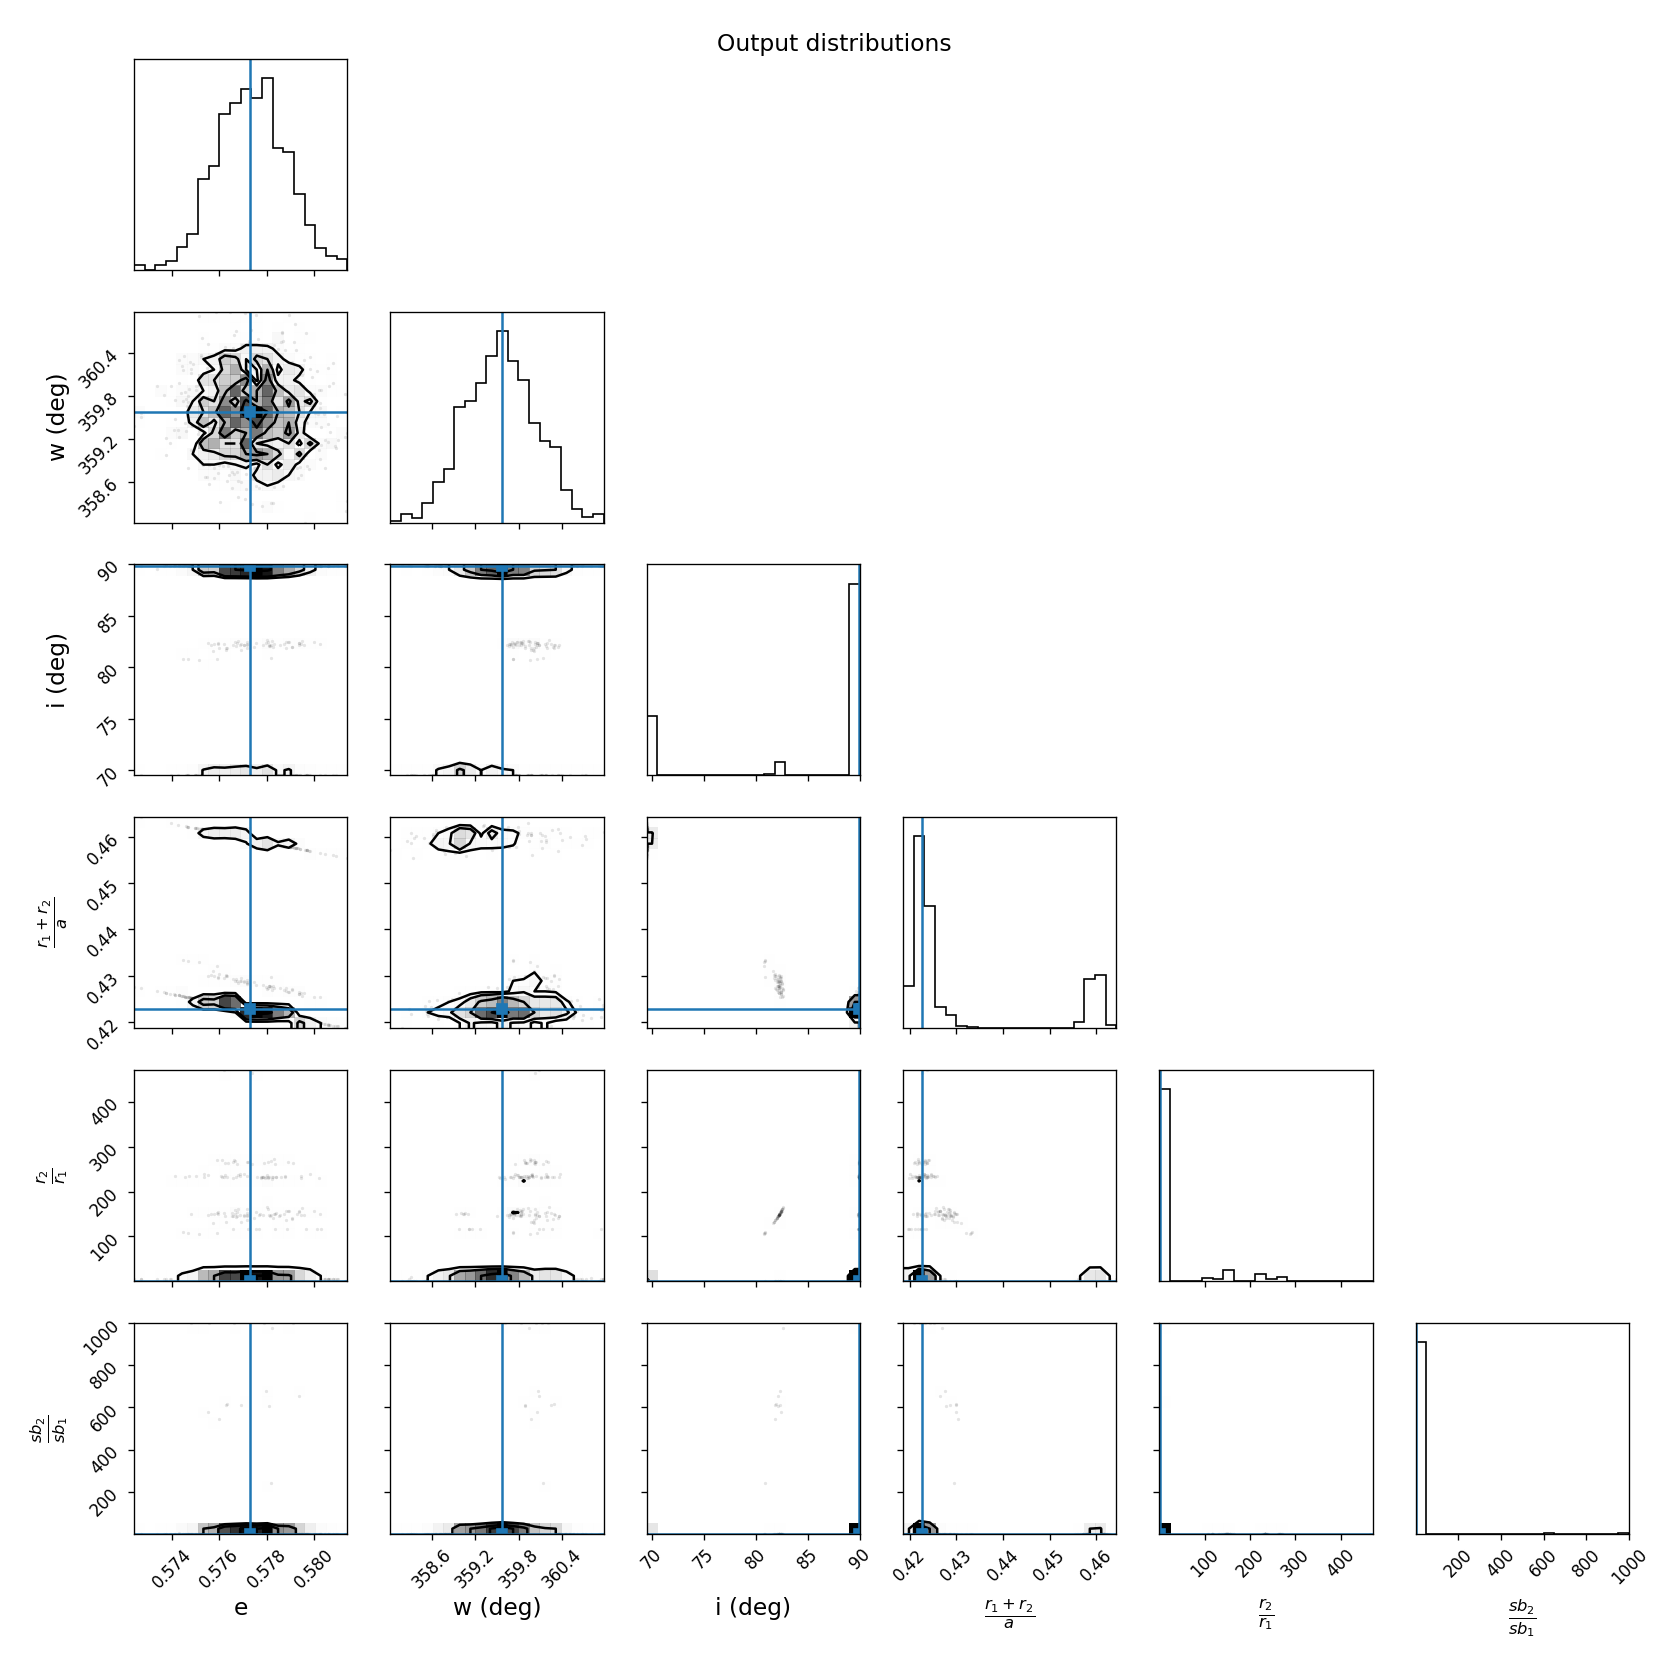 Output distributions
w (deg)
360.4
359.8
359.2
358.6
i (deg)
90
85
80
75
70
r1 + r2
a
0.46
0.45
0.44
0.43
0.42
r2
r1
400
300
200
100
sb2
sb1
1000
800
600
400
200
0.574 0.576 0.578 0.580 358.6 359.2 359.8 360.4 70 75 80 85 90 0.42 0.43 0.44 0.45 0.46 100 200 300 400 200 400 600 800 1000
e w (deg) i (deg)
r1 + r2
a
r2
r1
sb2
sb1